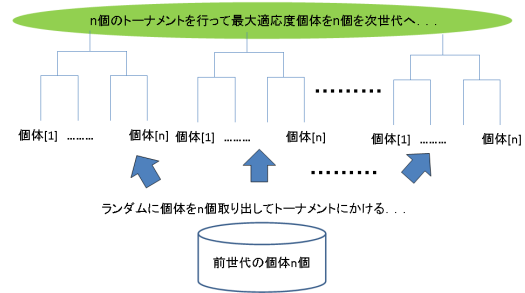 n個のトーナメントを行って最大適応度個体をn個を次世代へ．．．
個体[1] ……… 個体[n] 個体[1] ……… 個体[n] 個体[1] ……… 個体[n]
ランダムに個体をn個取り出してトーナメントにかける．．．
前世代の個体n個